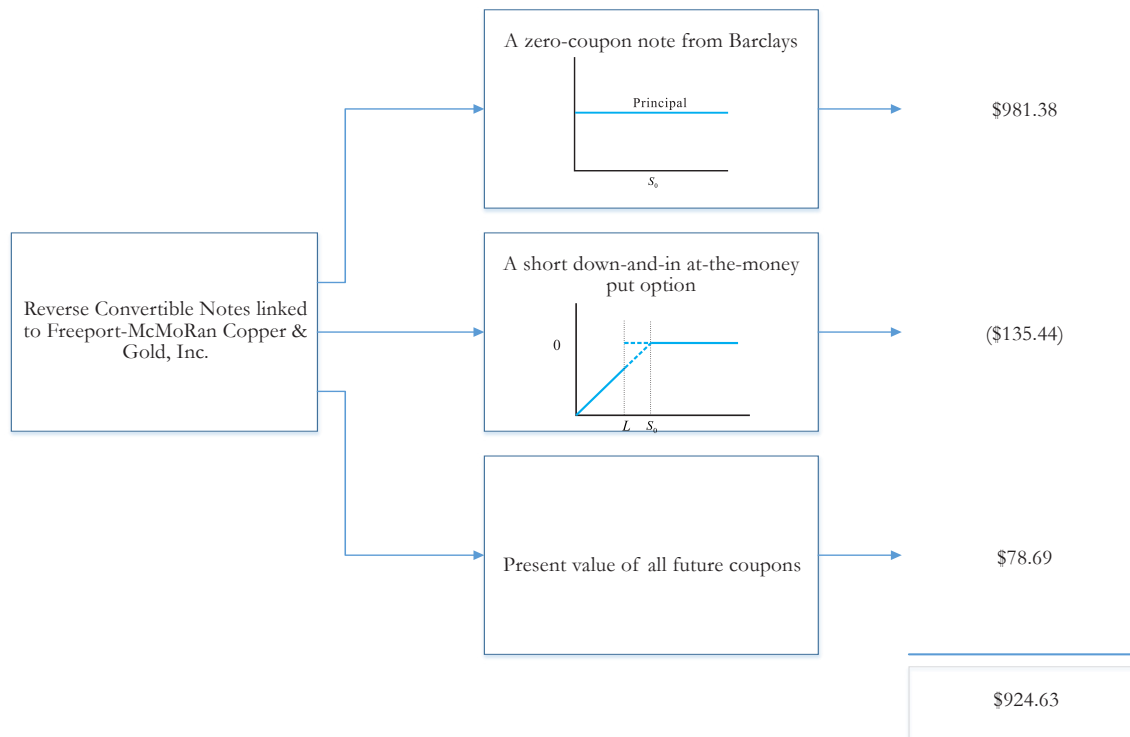 A zero-coupon note from Barclays
Principal
S₀
$981.38
Reverse Convertible Notes linked
to Freeport-McMoRan Copper &
Gold, Inc.
A short down-and-in at-the-money
put option
0
L S₀
($135.44)
Present value of all future coupons
$78.69
$924.63